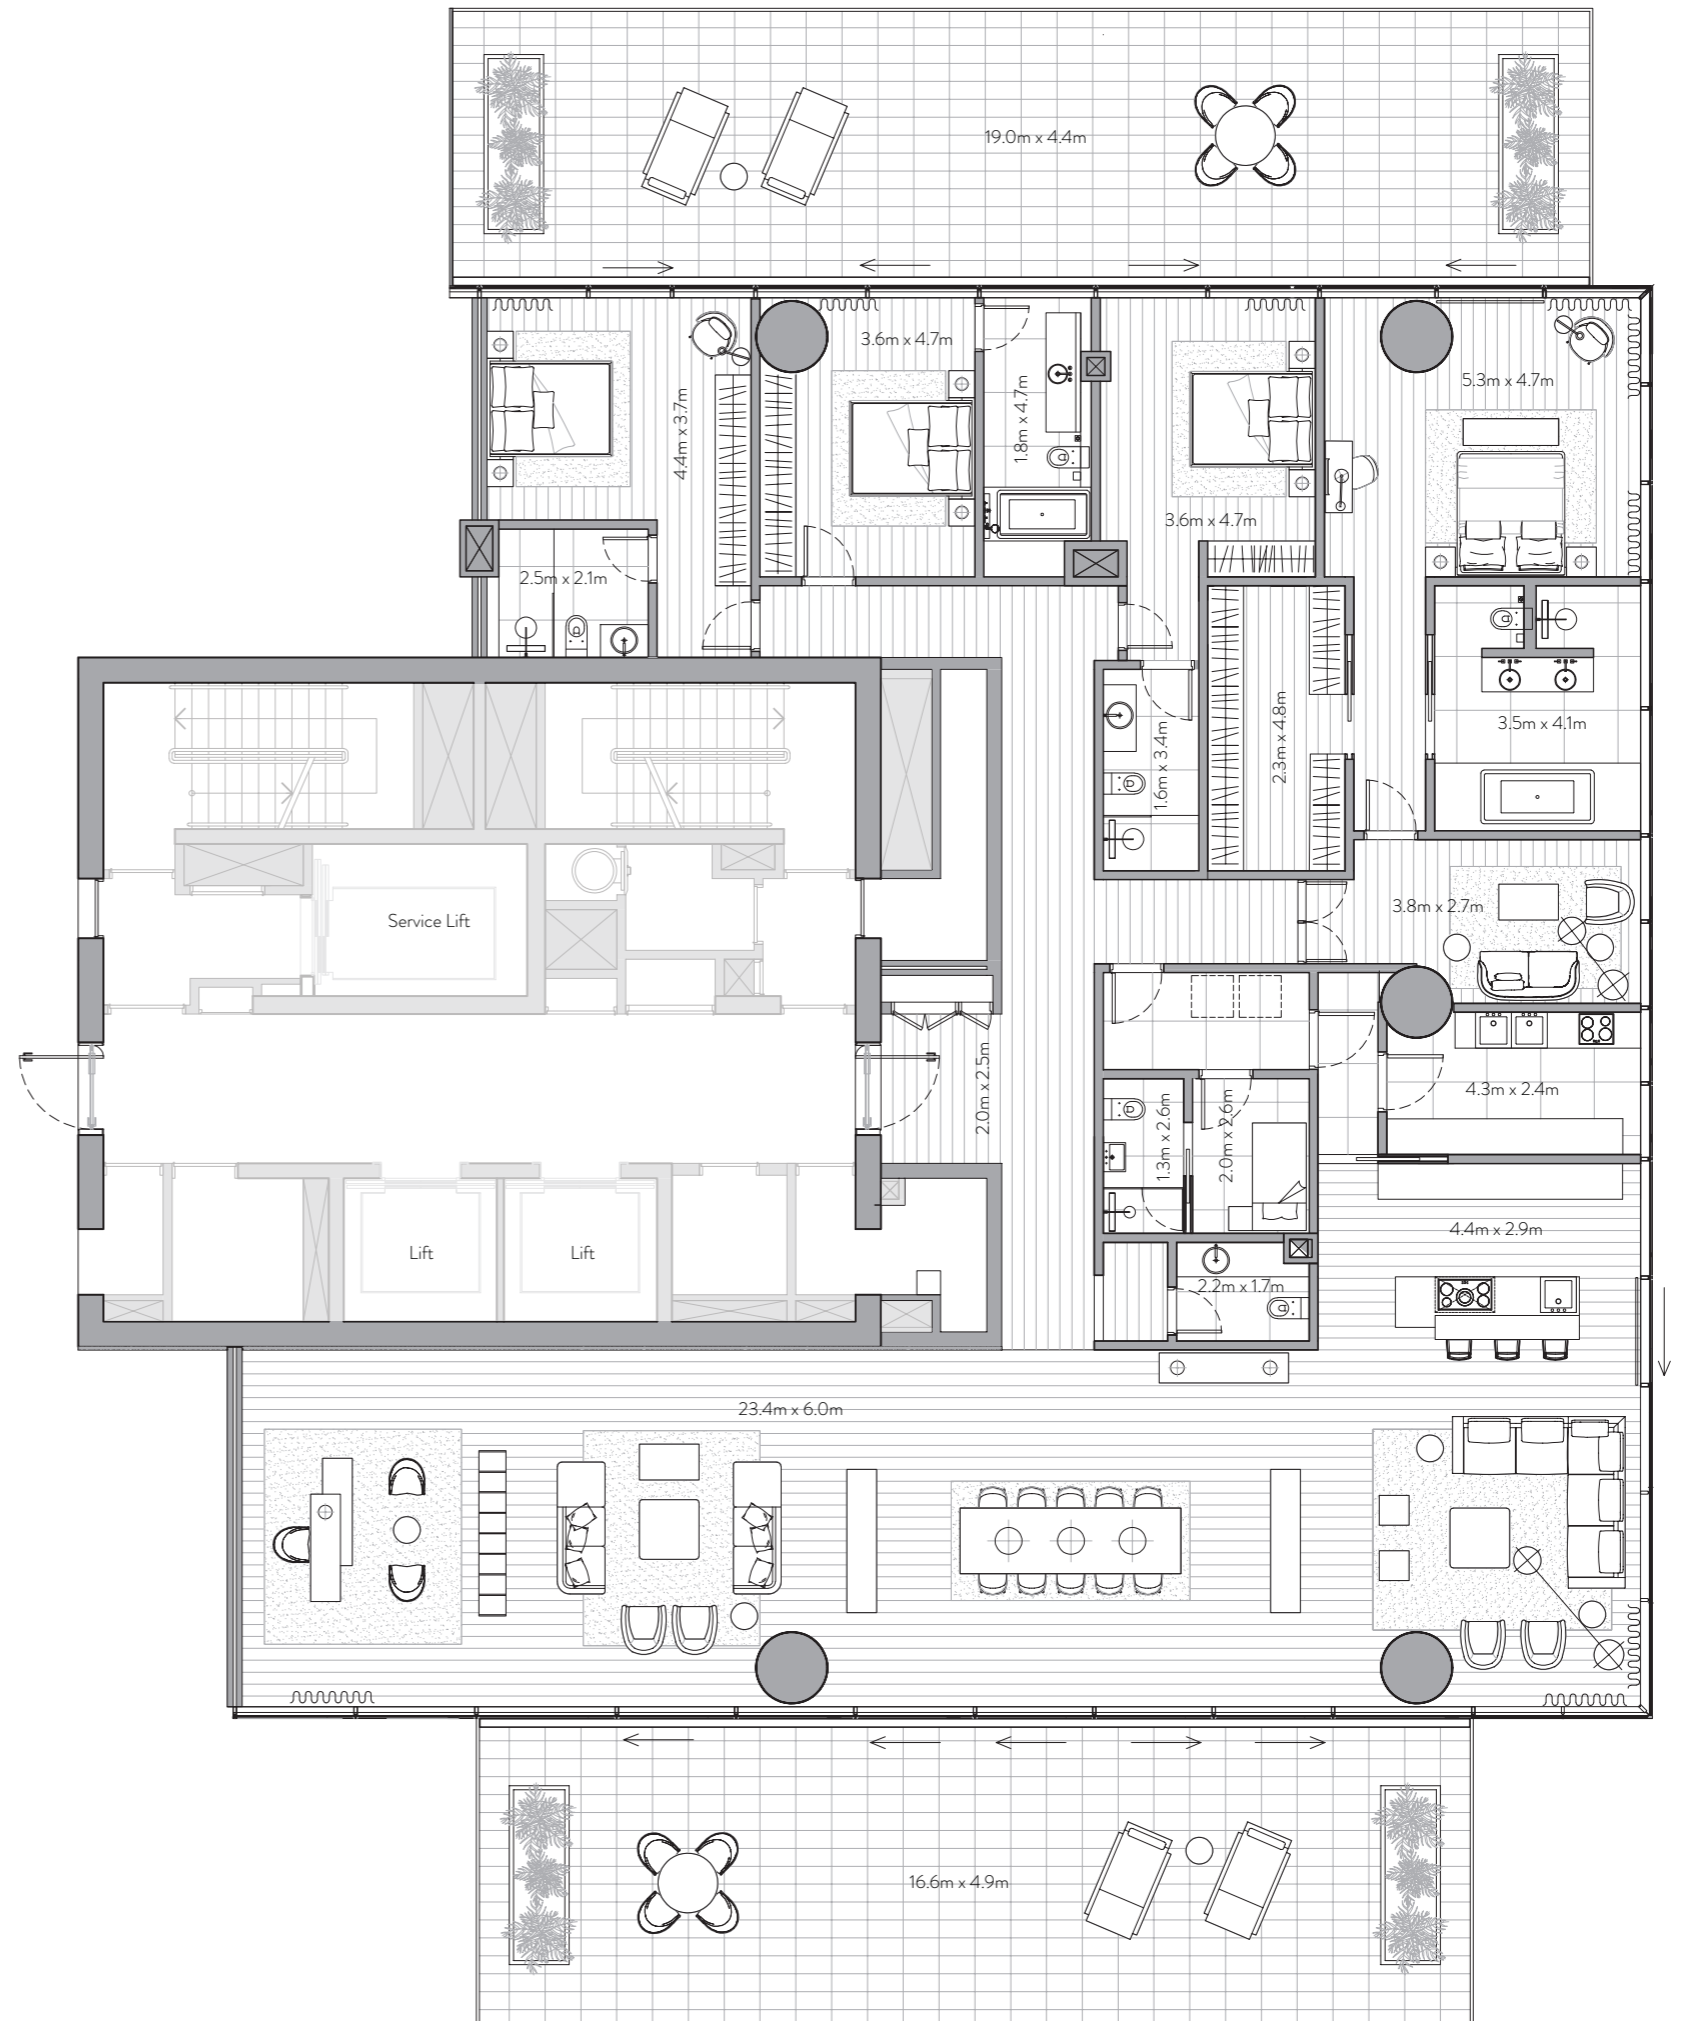 19.0m x 4.4m
3.6m x 4.7m
5.3m x 4.7m
4.4m x 3.7m
1.8m x 4.7m
3.6m x 4.7m
2.5m x 2.1m
3.5m x 4.1m
2.3m x 4.8m
1.6m x 3.4m
3.8m x 2.7m
Service Lift
2.0m x 2.5m
4.3m x 2.4m
1.3m x 2.6m
2.0m x 2.6m
4.4m x 2.9m
Lift
Lift
2.2m x 1.7m
23.4m x 6.0m
16.6m x 4.9m